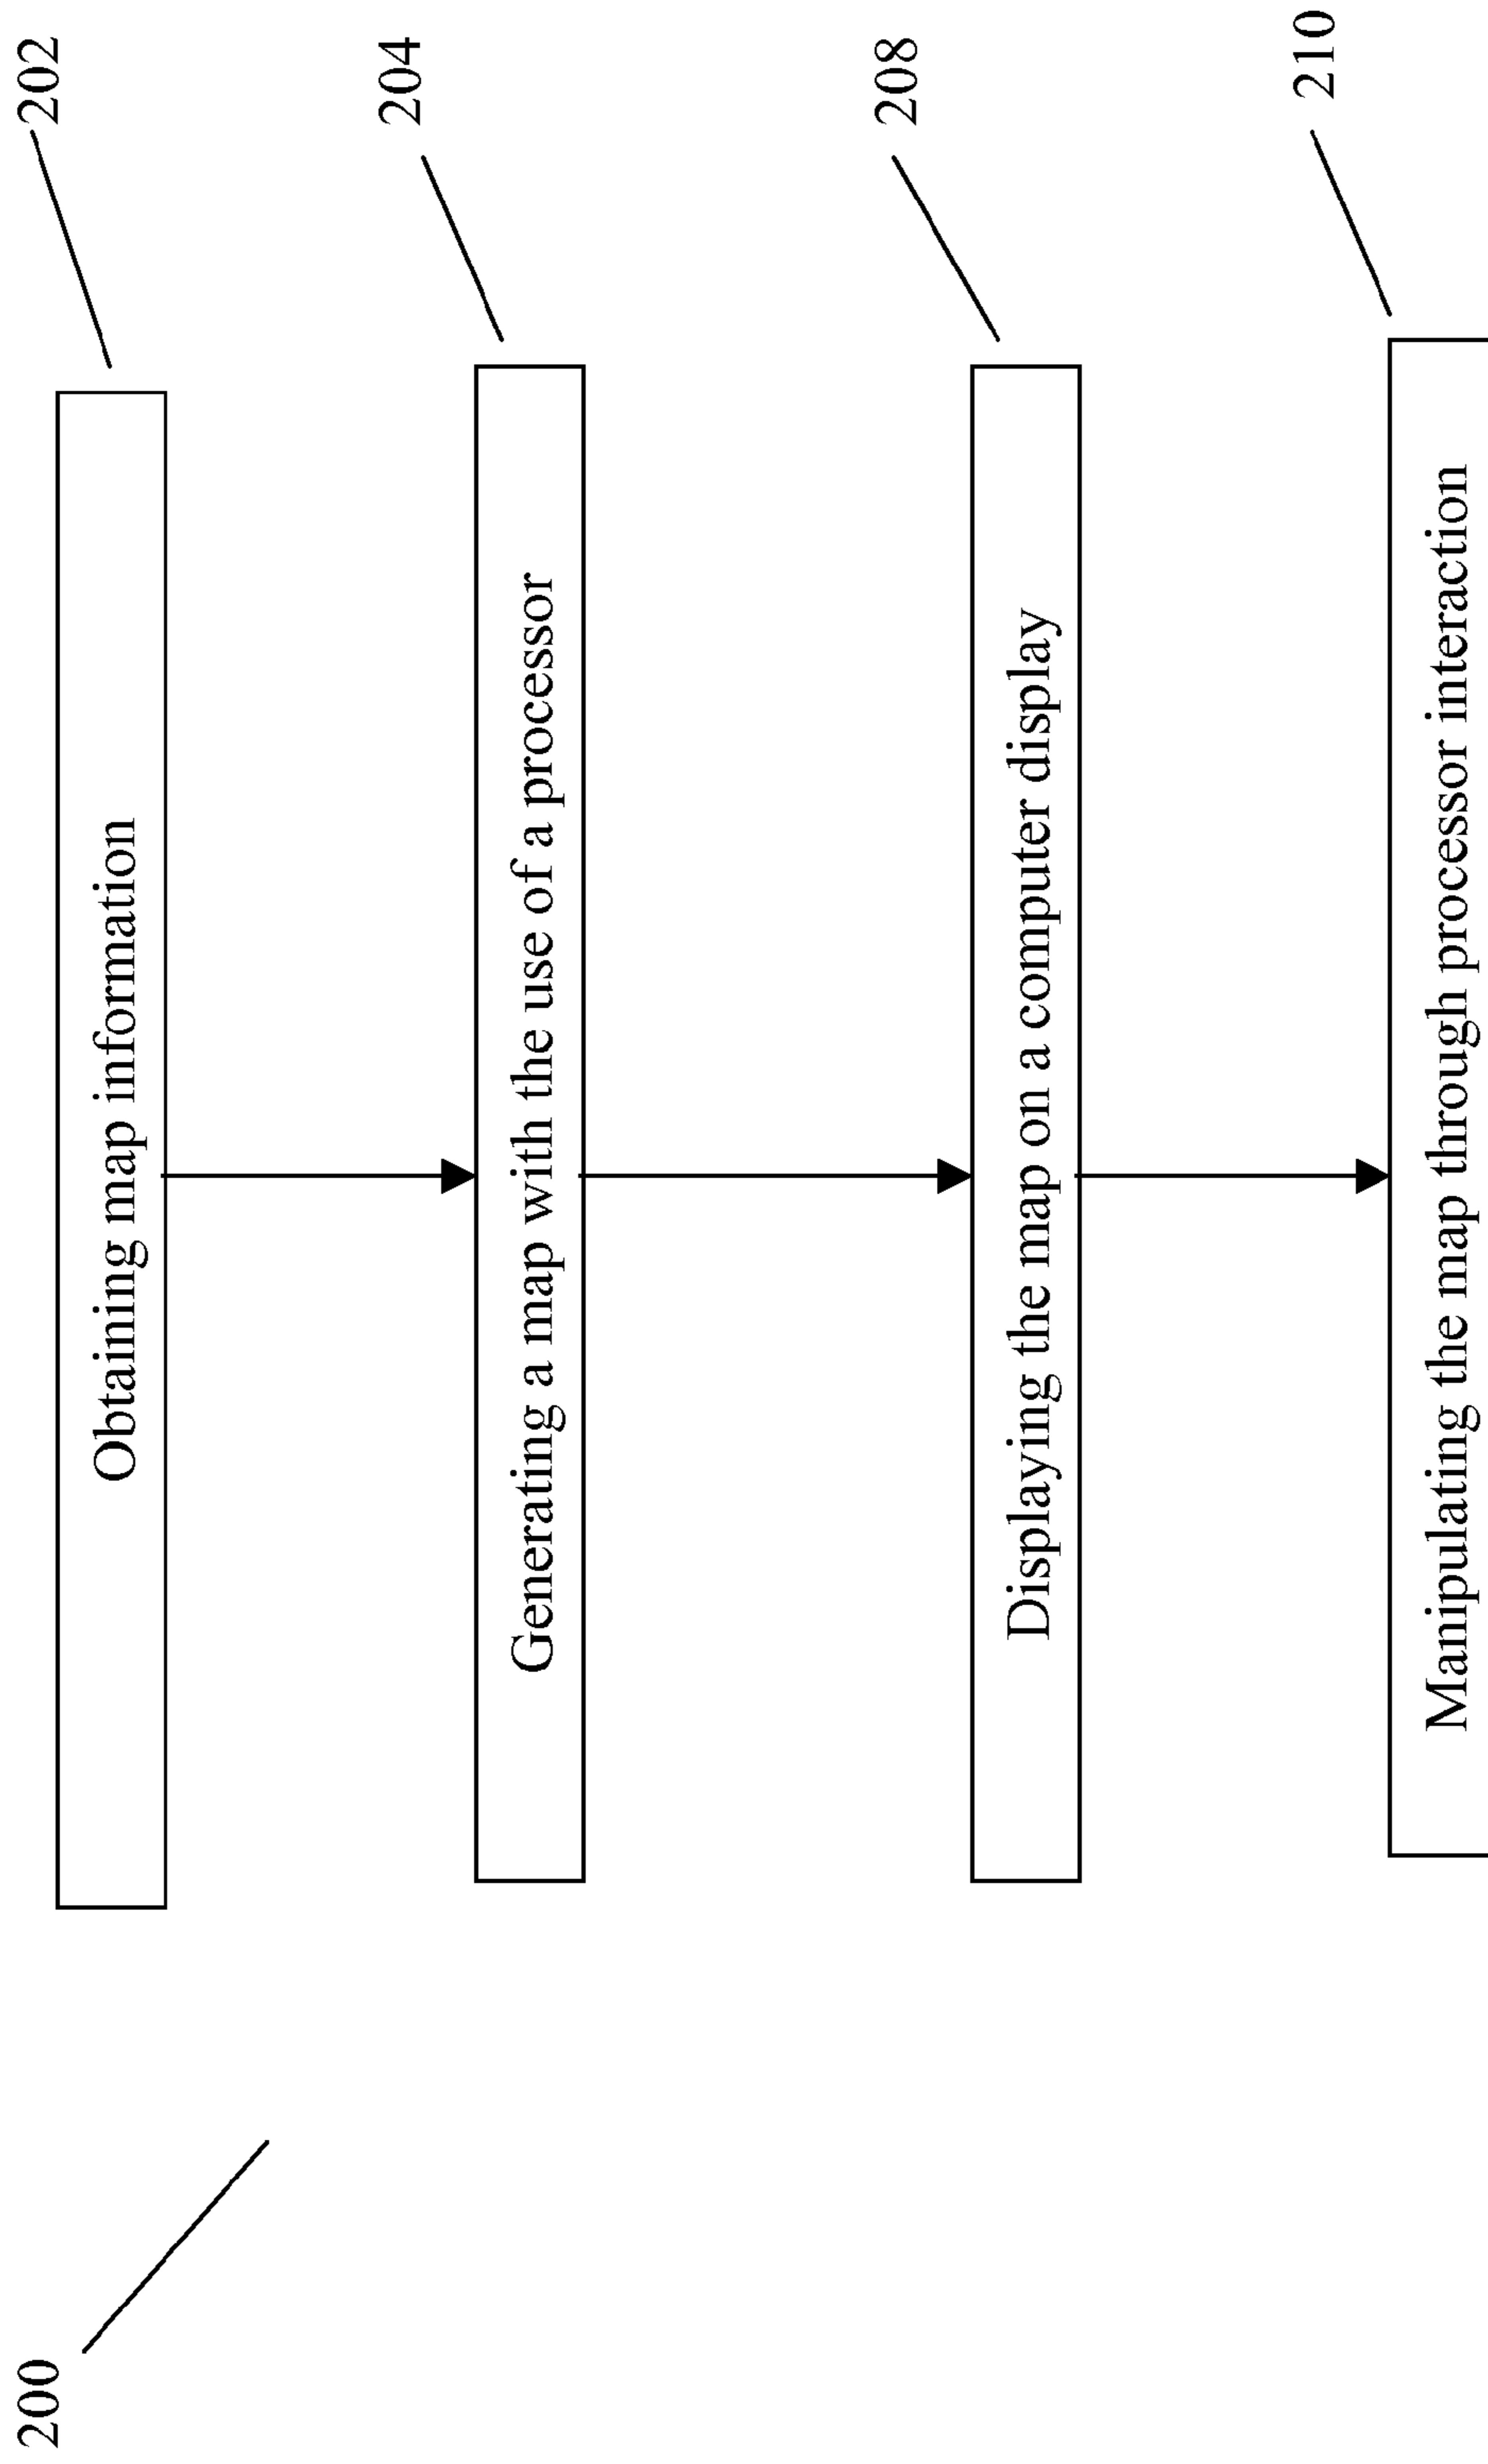 200
202
Obtaining map information
204
Generating a map with the use of a processor
208
Displaying the map on a computer display
210
Manipulating the map through processor interaction